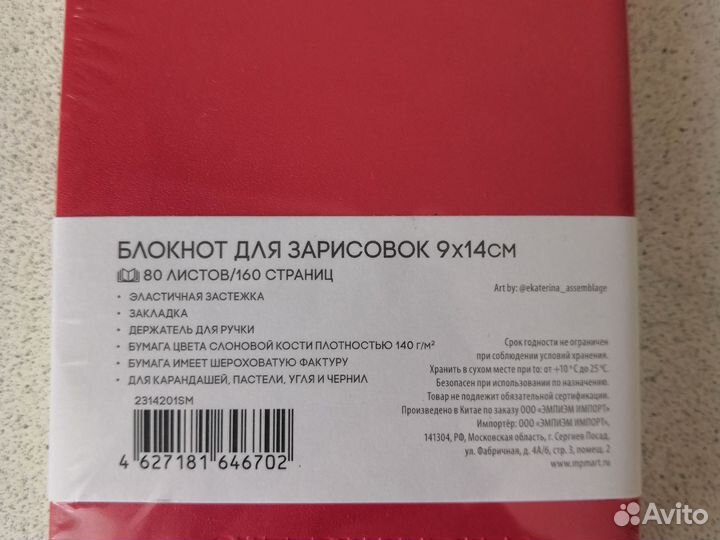 БЛОКНОТ ДЛЯ ЗАРИСОВОК 9х14см
80 ЛИСТОВ/160 СТРАНИЦ
Art by: @ekaterina_assemblage
• ЭЛАСТИЧНАЯ ЗАСТЕЖКА
• ЗАКЛАДКА
• ДЕРЖАТЕЛЬ ДЛЯ РУЧКИ
• БУМАГА ЦВЕТА СЛОНОВОЙ КОСТИ ПЛОТНОСТЬЮ 140 г/м²
• БУМАГА ИМЕЕТ ШЕРОХОВАТУЮ ФАКТУРУ
• ДЛЯ КАРАНДАШЕЙ, ПАСТЕЛИ, УГЛЯ И ЧЕРНИЛ
2314201SM
4 627181 646702
Срок годности не ограничен
при соблюдении условий хранения.
Хранить в сухом месте при to: от +10 °C до 25 °C.
Безопасен при использовании по назначению.
Товар не подлежит обязательной сертификации.
Произведено в Китае по заказу ООО «ЭМПИЭМ ИМПОРТ»
Импортёр: ООО «ЭМПИЭМ ИМПОРТ»,
141304, РФ, Московская область, г. Сергиев Посад,
ул. Фабричная, д. 4А/6, стр. 3, помещ. 2
www.mpmart.ru
Avito